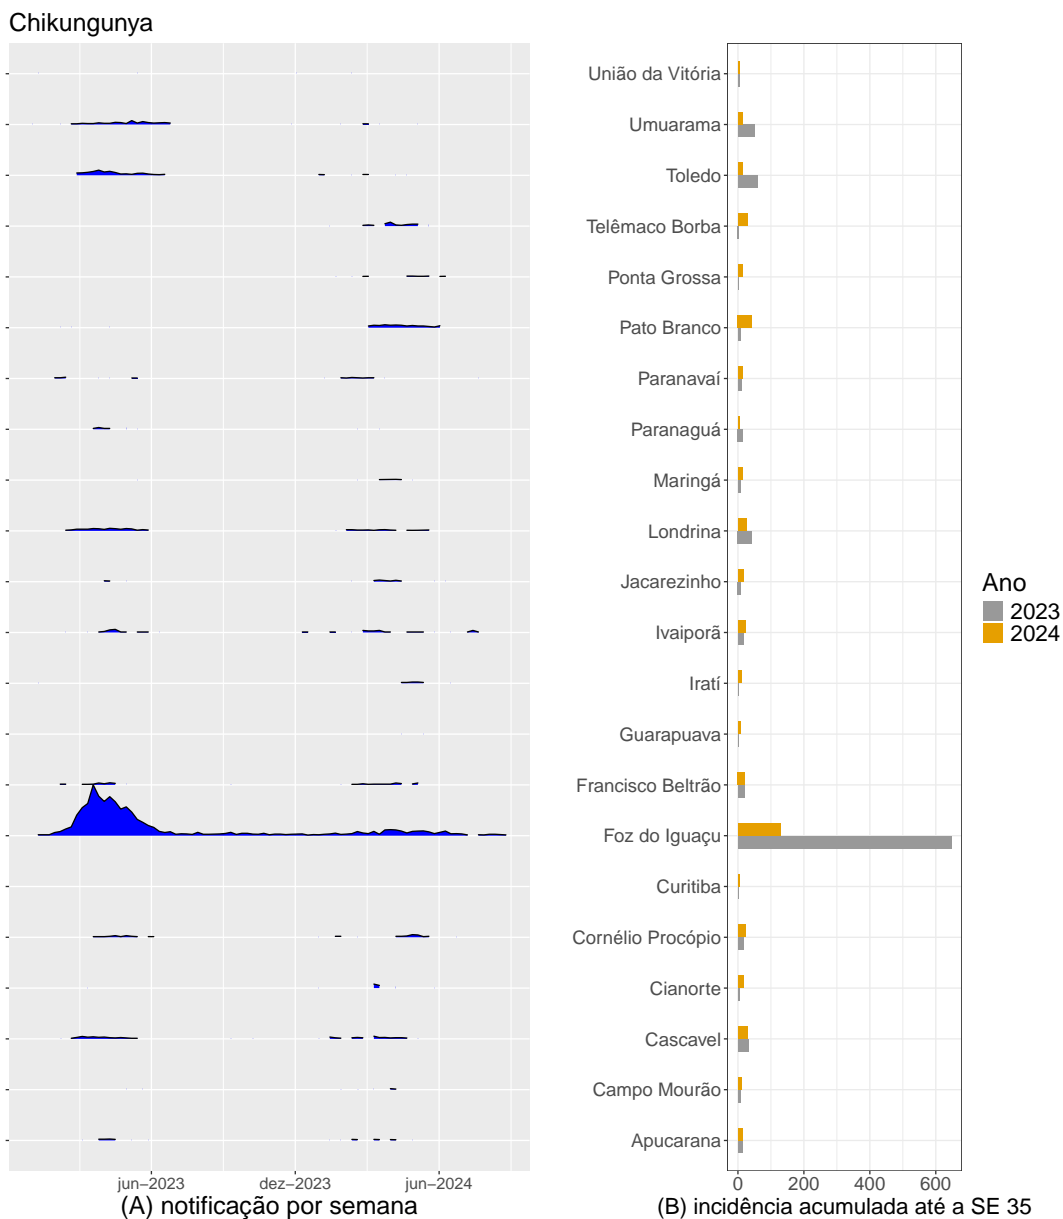 Chikungunya
União da Vitória
Umuarama
Toledo
Telêmaco Borba
Ponta Grossa
Pato Branco
Paranavaí
Paranaguá
Maringá
Londrina
Jacarezinho
Ivaiporã
Iratí
Guarapuava
Francisco Beltrão
Foz do Iguaçu
Curitiba
Cornélio Procópio
Cianorte
Cascavel
Campo Mourão
Apucarana
Ano
2023
2024
jun−2023 dez−2023 jun−2024
0 200 400 600
(A) notificação por semana
(B) incidência acumulada até a SE 35